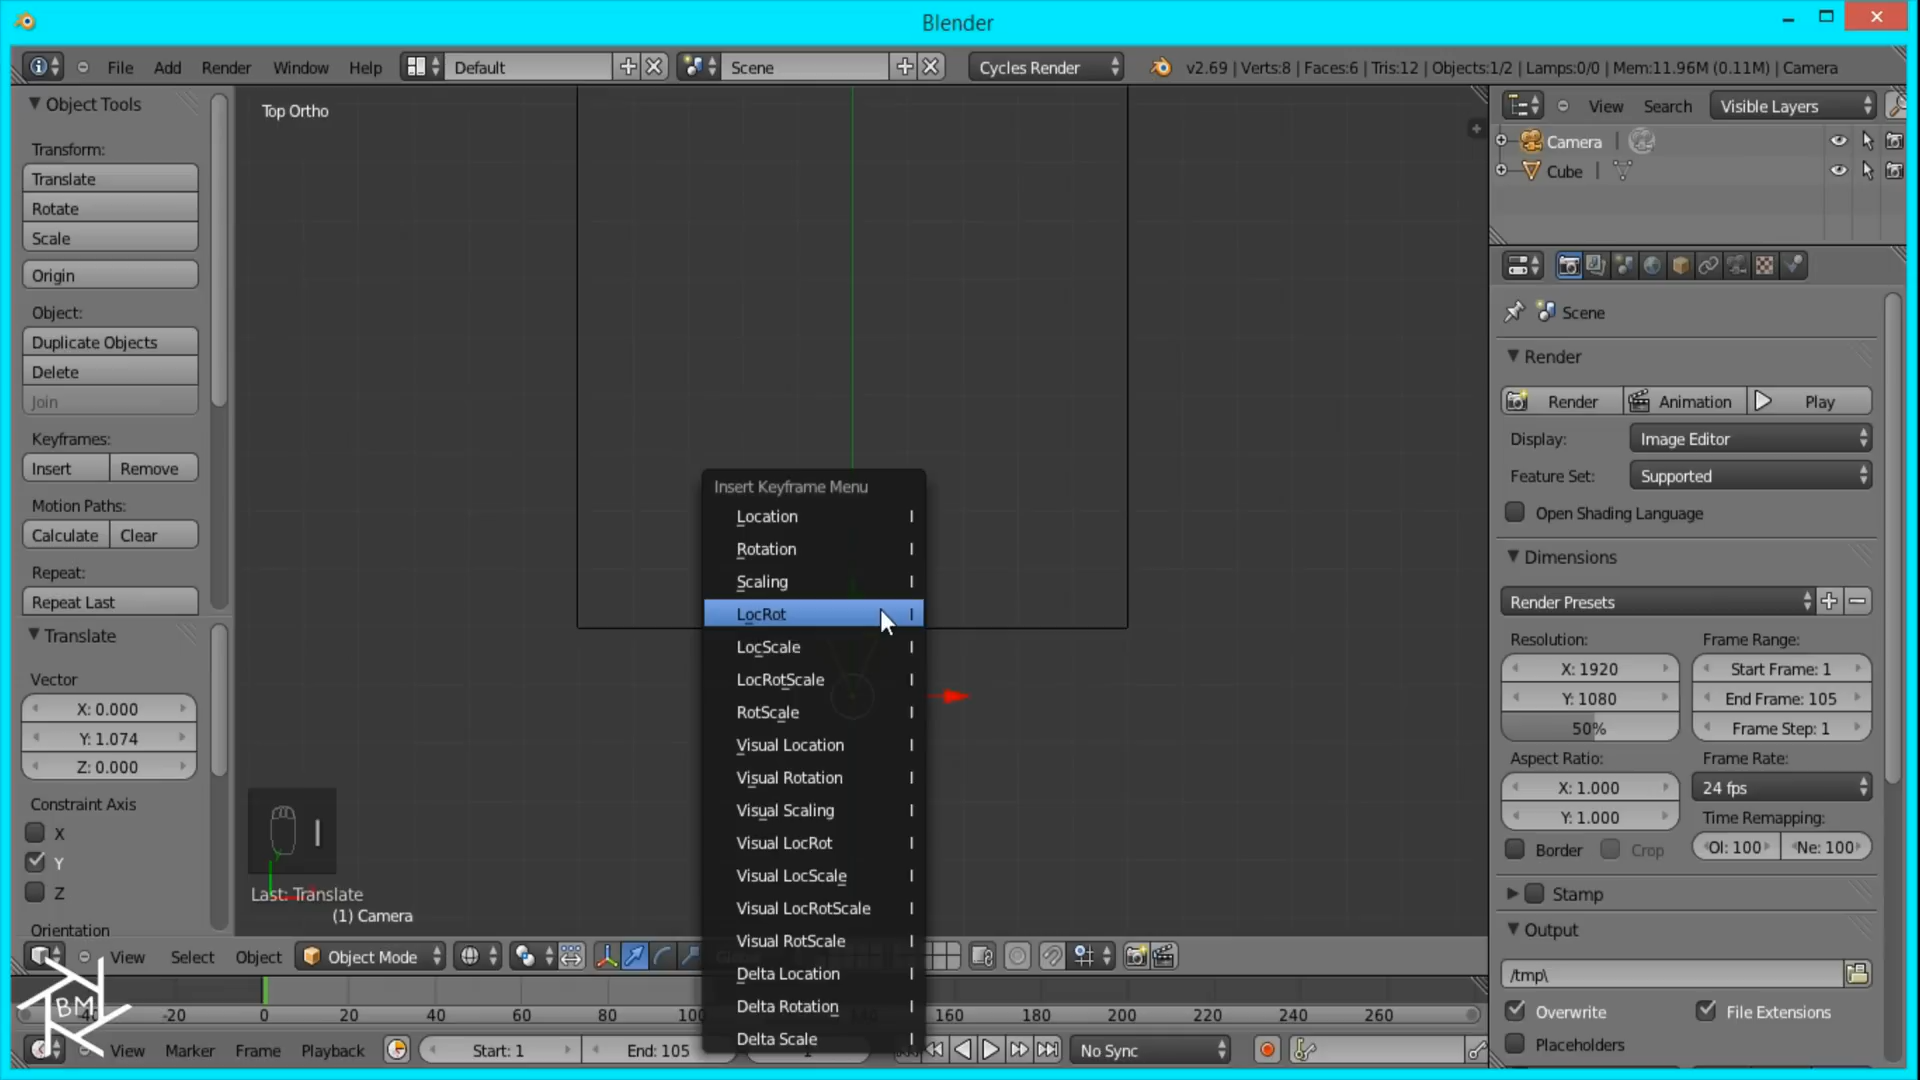 Blender
File Add Render Window Help Default Scene Cycles Render v2.69 | Verts:8 | Faces:6 | Tris:12 | Objects:1/2 | Lamps:0/0 | Mem:11.96M (0.11M) | Camera
Object Tools
Transform:
Translate
Rotate
Scale
Origin
Object:
Duplicate Objects
Delete
Join
Keyframes:
Insert Remove
Motion Paths:
Calculate Clear
Repeat:
Repeat Last
Translate
Vector
X: 0.000
Y: 1.074
Z: 0.000
Constraint Axis
X
Y
Z
Orientation
Top Ortho
Insert Keyframe Menu
Location I
Rotation I
Scaling I
LocRot I
LocScale I
LocRotScale I
RotScale I
Visual Location I
Visual Rotation I
Visual Scaling I
Visual LocRot I
Visual LocScale I
Visual LocRotScale I
Visual RotScale I
Delta Location I
Delta Rotation I
Delta Scale I
I
Last: Translate
(1) Camera
View Select Object Object Mode
BM
-40 -20 0 20 40 60 80 100 160 180 200 220 240 260
View Marker Frame Playback Start: 1 End: 105 No Sync
View Search Visible Layers
Camera
Cube
Scene
Render
Render Animation Play
Display: Image Editor
Feature Set: Supported
Open Shading Language
Dimensions
Render Presets
Resolution: Frame Range:
X: 1920 Start Frame: 1
Y: 1080 End Frame: 105
50% Frame Step: 1
Aspect Ratio: Frame Rate:
X: 1.000 24 fps
Y: 1.000 Time Remapping:
Border Crop Ol: 100 Ne: 100
Stamp
Output
/tmp\
Overwrite File Extensions
Placeholders